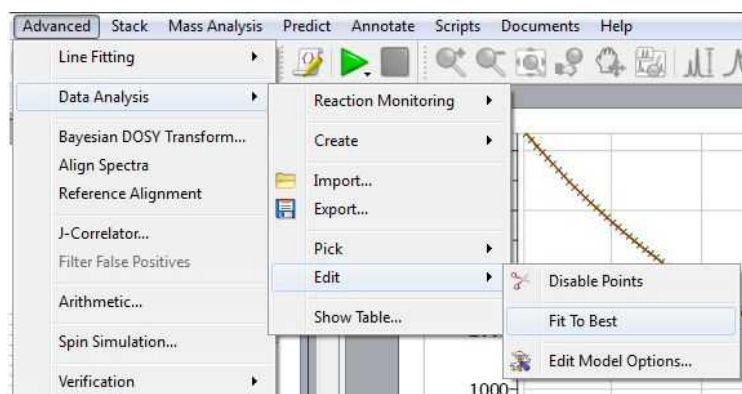 Advanced Stack Mass Analysis Predict Annotate Scripts Documents Help
Line Fitting
Data Analysis
Bayesian DOSY Transform...
Align Spectra
Reference Alignment
J-Correlator...
Filter False Positives
Arithmetic...
Spin Simulation...
Verification
Reaction Monitoring
Create
Import...
Export...
Pick
Edit
Show Table...
Disable Points
Fit To Best
Edit Model Options...
1000